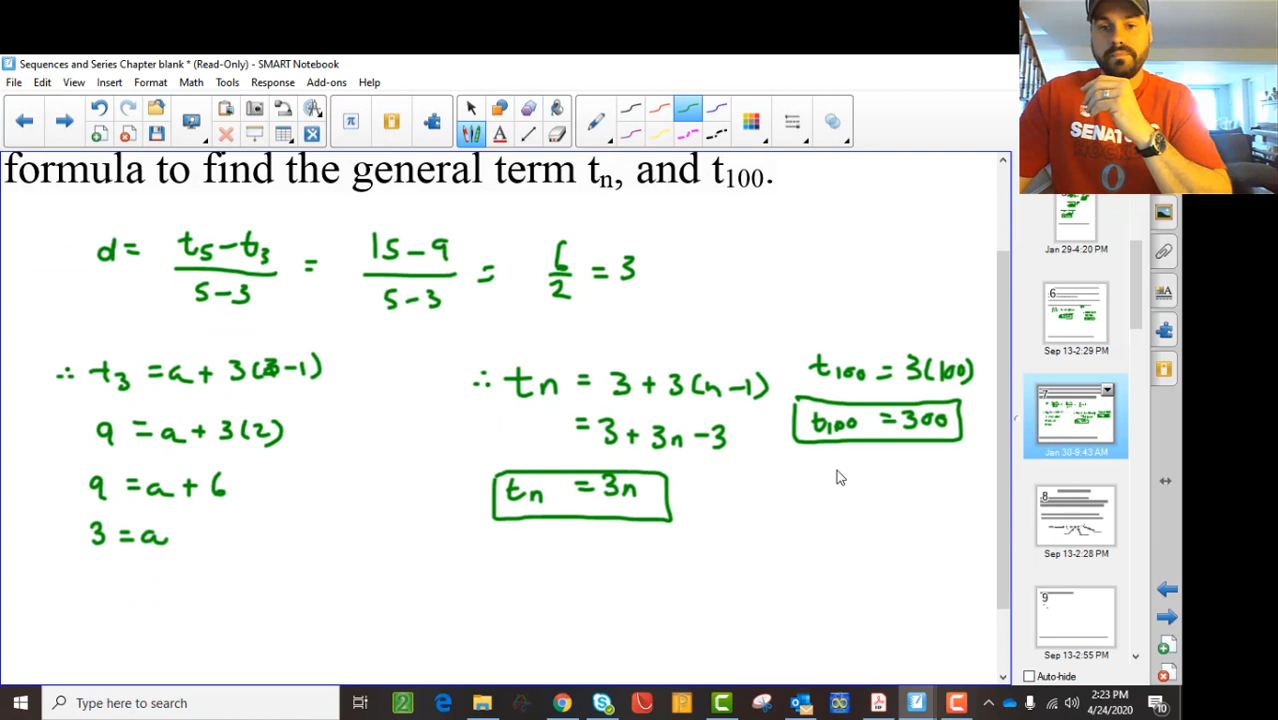 Sequences and Series Chapter blank * (Read-Only) - SMART Notebook
File Edit View Insert Format Math Tools Response Add-ons Help
formula to find the general term tₙ, and t₁₀₀.
d = (t₅ - t₃)/(5-3) = (15-9)/(5-3) = 6/2 = 3
∴ t₃ = a + 3(3-1)
9 = a + 3(2)
9 = a + 6
3 = a
∴ tn = 3 + 3(n-1)
= 3 + 3n - 3
tₙ = 3n
t₁₀₀ = 3(100)
t₁₀₀ = 300
SENATORS
Jan 29-4:20 PM
6
Sep 13-2:29 PM
7
Jan 30-9:43 AM
8
Sep 13-2:28 PM
9
Sep 13-2:55 PM
Auto-hide
Type here to search
2:23 PM
4/24/2020
10